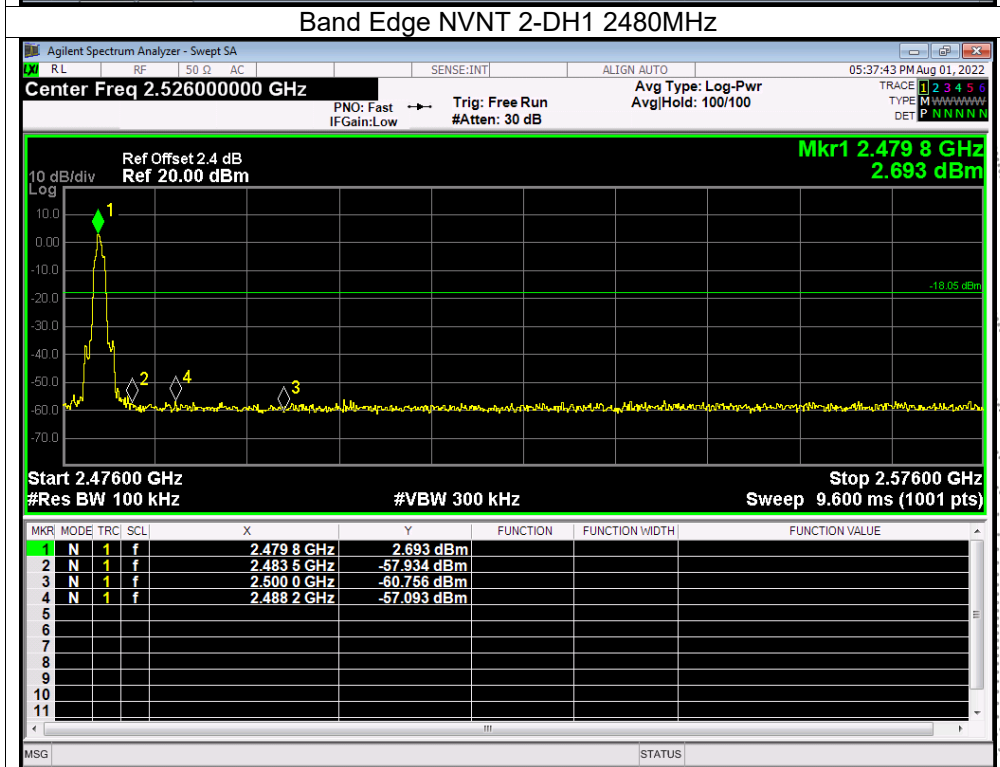 Band Edge NVNT 2-DH1 2480MHz
Agilent Spectrum Analyzer - Swept SA
LXI RL RF 50 Ω AC SENSE:INT ALIGN AUTO 05:37:43 PM Aug 01, 2022
Center Freq 2.526000000 GHz Avg Type: Log-Pwr TRACE 1 2 3 4 5 6
PNO: Fast Trig: Free Run Avg|Hold: 100/100 TYPE M WWWWW
IFGain:Low #Atten: 30 dB DET P N N N N N
Mkr1 2.479 8 GHz
2.693 dBm
Ref Offset 2.4 dB
10 dB/div Ref 20.00 dBm
Log
10.0
0.00
-10.0
-20.0
-30.0
-40.0
-50.0
-60.0
-70.0
1
2
4
3
-18.05 dBm
Start 2.47600 GHz Stop 2.57600 GHz
#Res BW 100 kHz #VBW 300 kHz Sweep 9.600 ms (1001 pts)
MKR MODE TRC SCL X Y FUNCTION FUNCTION WIDTH FUNCTION VALUE
1 N 1 f 2.479 8 GHz 2.693 dBm
2 N 1 f 2.483 5 GHz -57.934 dBm
3 N 1 f 2.500 0 GHz -60.756 dBm
4 N 1 f 2.488 2 GHz -57.093 dBm
5
6
7
8
9
10
11
MSG STATUS